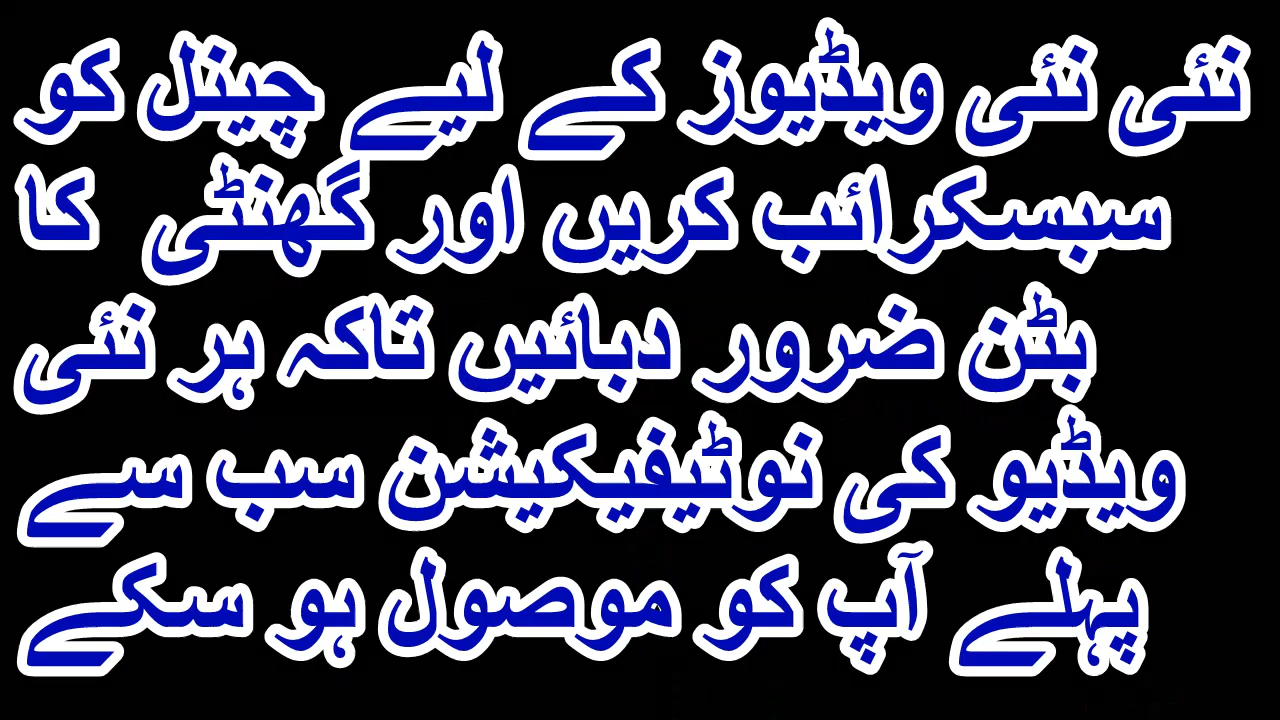 نئی نئی ویڈیوز کے لیے چینل کو
سبسکرائب کریں اور گھنٹی کا
بٹن ضرور دبائیں تاکہ ہر نئی
ویڈیو کی نوٹیفیکیشن سب سے
پہلے آپ کو موصول ہو سکے